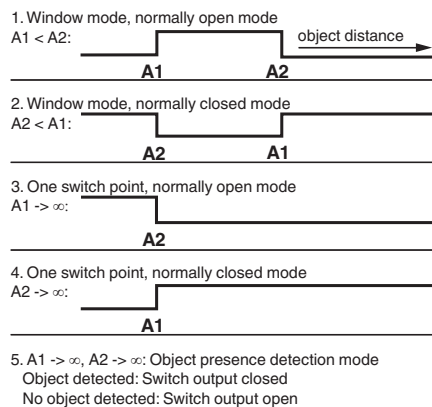 1. Window mode, normally open mode
A1 < A2:
object distance
A1
A2
2. Window mode, normally closed mode
A2 < A1:
A2
A1
3. One switch point, normally open mode
A1 -> ∞:
A2
4. One switch point, normally closed mode
A2 -> ∞:
A1
5. A1 -> ∞, A2 -> ∞: Object presence detection mode
Object detected: Switch output closed
No object detected: Switch output open